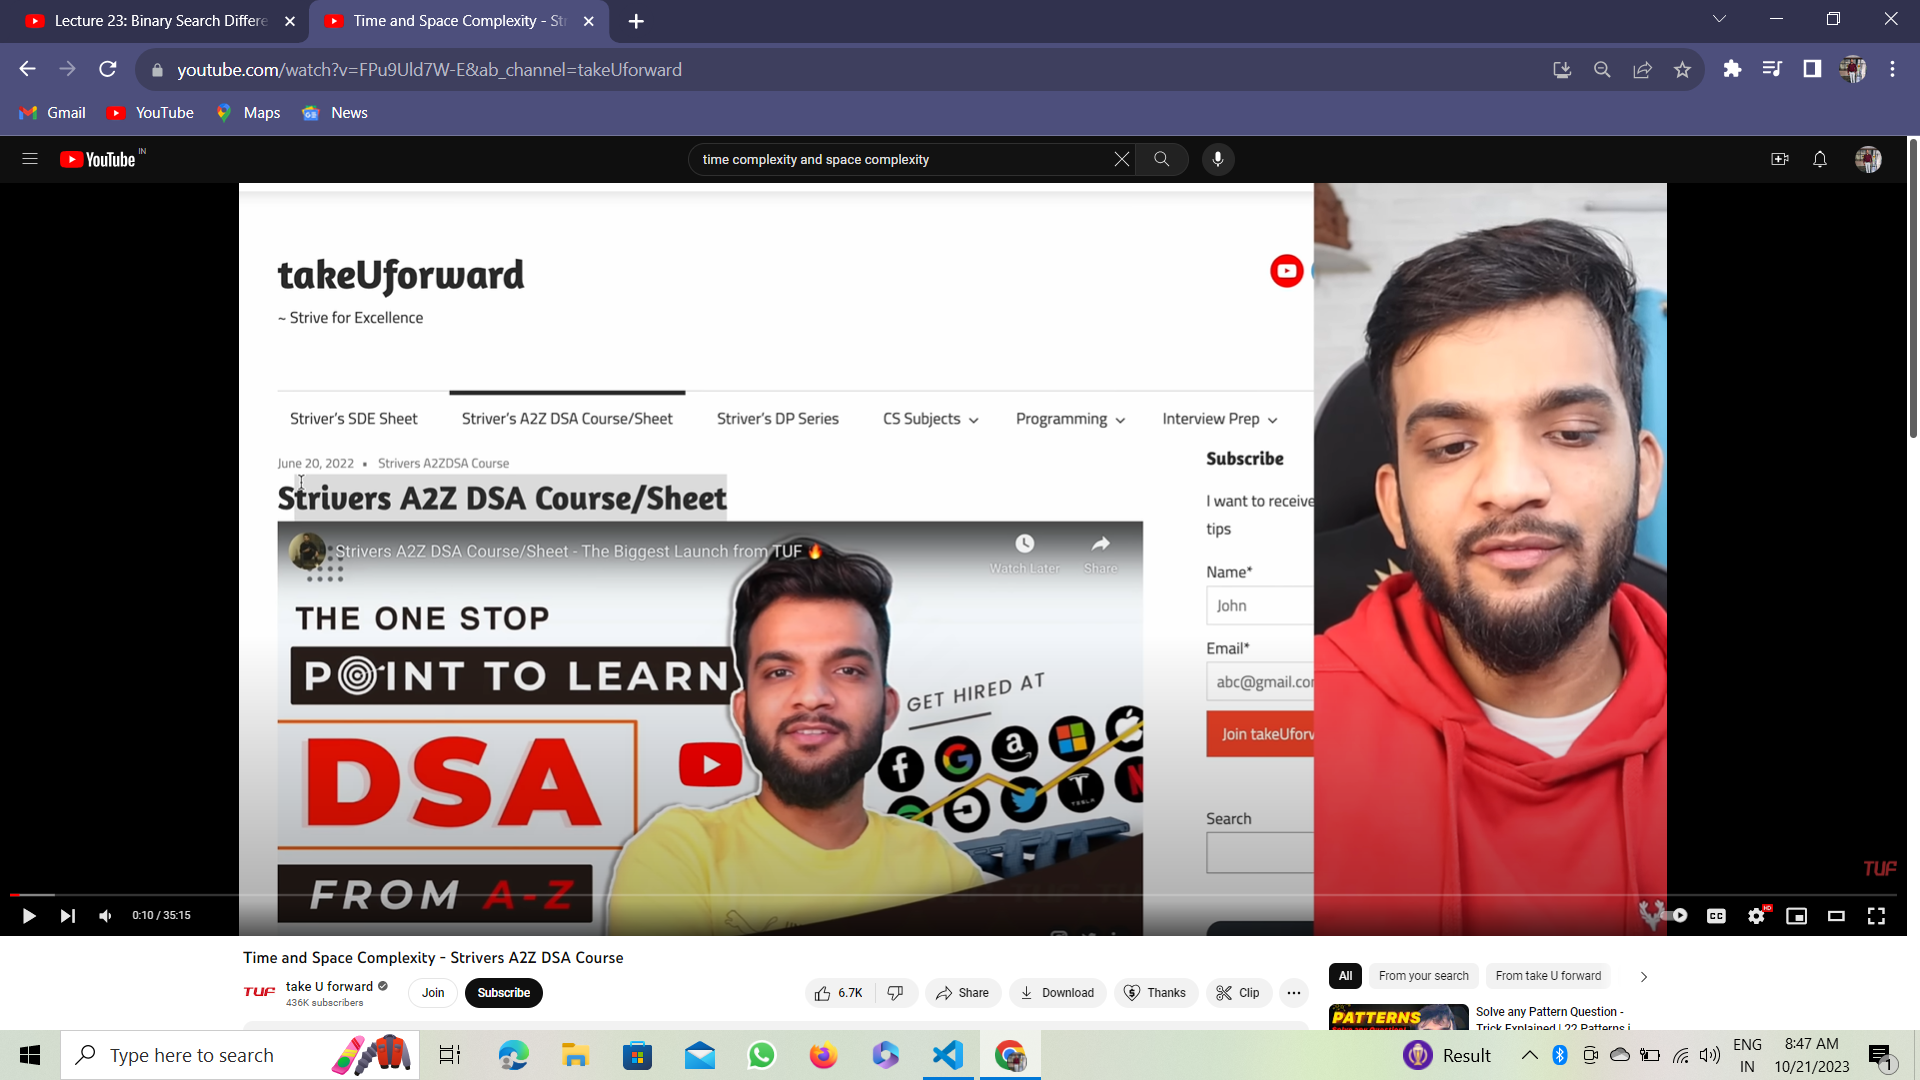 Lecture 23: Binary Search Differe
Time and Space Complexity - Str
youtube.com/watch?v=FPu9Uld7W-E&ab_channel=takeUforward
Gmail YouTube Maps News
YouTube IN
time complexity and space complexity
takeUforward
~ Strive for Excellence
Striver's SDE Sheet Striver's A2Z DSA Course/Sheet Striver's DP Series CS Subjects Programming Interview Prep
June 20, 2022 • Strivers A2ZDSA Course
Strivers A2Z DSA Course/Sheet
Strivers A2Z DSA Course/Sheet - The Biggest Launch from TUF 🔥
Watch Later Share
THE ONE STOP
POINT TO LEARN
DSA
FROM A-Z
GET HIRED AT
TESLA
Subscribe
I want to receive
tips
Name*
John
Email*
abc@gmail.con
Join takeUforw
Search
TUF
0:10 / 35:15
CC
HD
Time and Space Complexity - Strivers A2Z DSA Course
TUF
take U forward
436K subscribers
Join Subscribe
6.7K Share Download Thanks Clip
All From your search From take U forward
PATTERNS
Solve any Pattern Question -
Trick Explained | 22 Patterns i
Type here to search
Result
ENG
IN
8:47 AM
10/21/2023
1